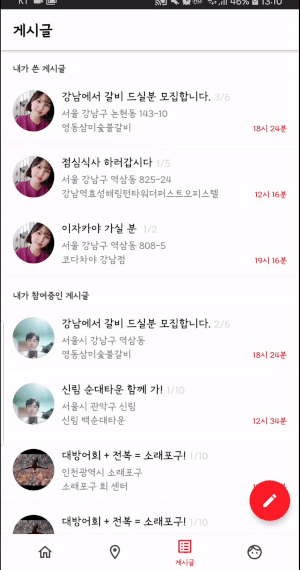 KT 46% 13:10
게시글
내가 쓴 게시글
강남에서 갈비 드실분 모집합니다. 3/6
서울 강남구 논현동 143-10
영동삼미숯불갈비
18시 24분
점심식사 하러갑시다 1/5
서울 강남구 역삼동 825-24
강남역효성해링턴타워더퍼스트오피스텔
12시 16분
이자카야 가실 분 1/2
서울 강남구 역삼동 808-5
코다차야 강남점
19시 16분
내가 참여중인 게시글
강남에서 갈비 드실분 모집합니다. 2/6
서울시 강남구 역삼동
영동삼미숯불갈비
18시 24분
신림 순대타운 함께 가! 1/10
서울시 관악구 신림
신림 백순대타운
12시 34분
대방어회 + 전복 = 소래포구! 1/10
인천광역시 소래포구
소래포구 회 센터
대방어회 + 전복 = 소래포구! 1/10
게시글